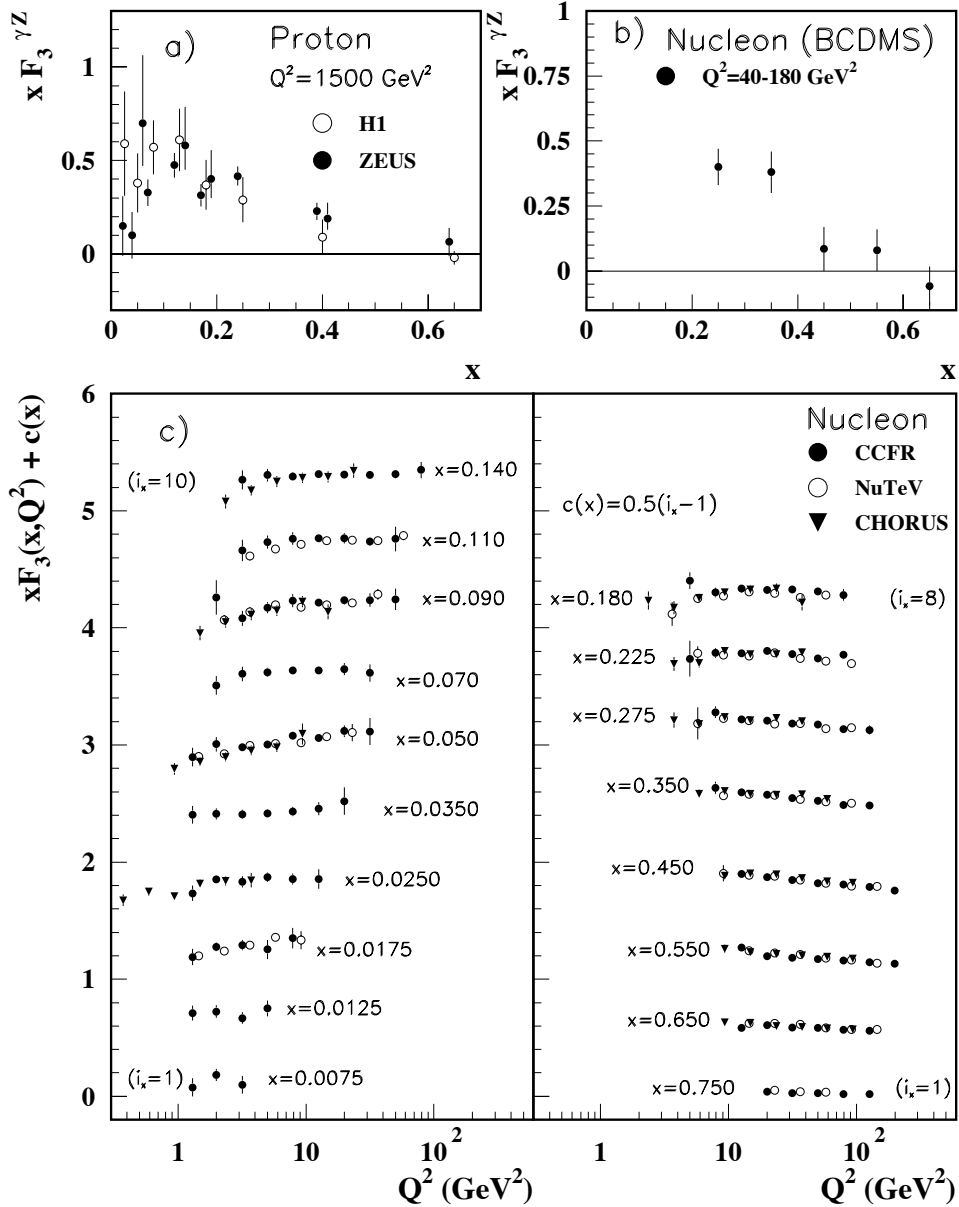 a)
Proton
Q²=1500 GeV²
H1
ZEUS
x F₃ γZ
1
0.5
0
0
0.2
0.4
0.6
x
b)
Nucleon (BCDMS)
Q²=40-180 GeV²
x F₃ γZ
1
0.75
0.5
0.25
0
0
0.2
0.4
0.6
x
xF₃(x,Q²) + c(x)
6
5
4
3
2
1
0
c)
(iₓ=10)
x=0.140
x=0.110
x=0.090
x=0.070
x=0.050
x=0.0350
x=0.0250
x=0.0175
x=0.0125
(iₓ=1)
x=0.0075
1
10
10²
Q² (GeV²)
Nucleon
CCFR
NuTeV
CHORUS
c(x)=0.5(iₓ−1)
x=0.180
(iₓ=8)
x=0.225
x=0.275
x=0.350
x=0.450
x=0.550
x=0.650
x=0.750
(iₓ=1)
1
10
10²
Q² (GeV²)